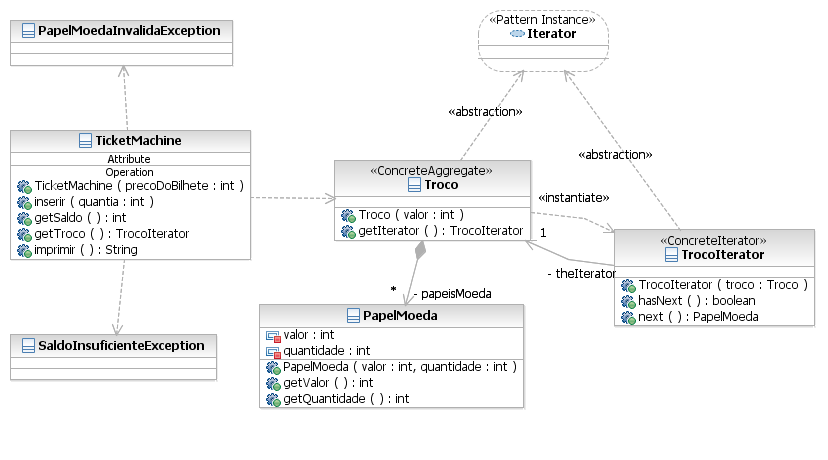 «Pattern Instance»
Iterator
PapelMoedaInvalidaException
«abstraction»
TicketMachine
Attribute
Operation
TicketMachine ( precoDoBilhete : int )
inserir ( quantia : int )
getSaldo ( ) : int
getTroco ( ) : TrocoIterator
imprimir ( ) : String
«abstraction»
«ConcreteAggregate»
Troco
Troco ( valor : int )
getIterator ( ) : TrocoIterator
«instantiate»
1
- theIterator
«ConcreteIterator»
TrocoIterator
TrocoIterator ( troco : Troco )
hasNext ( ) : boolean
next ( ) : PapelMoeda
*
- papeisMoeda
PapelMoeda
valor : int
quantidade : int
PapelMoeda ( valor : int, quantidade : int )
getValor ( ) : int
getQuantidade ( ) : int
SaldoInsuficienteException